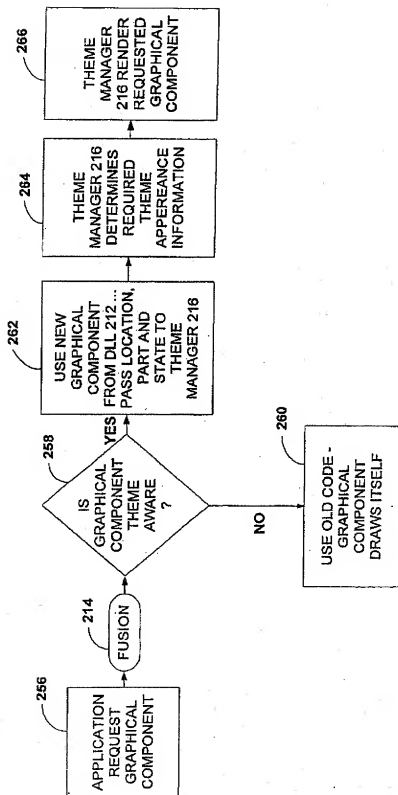 256
APPLICATION
REQUEST
GRAPHICAL
COMPONENT
214
FUSION
258
IS
GRAPHICAL
COMPONENT
THEME
AWARE
?
YES
NO
260
USE OLD CODE -
GRAPHICAL
COMPONENT
DRAWS ITSELF
262
USE NEW
GRAPHICAL
COMPONENT
FROM DLL 212 ...
PASS LOCATION,
PART AND
STATE TO
THEME
MANAGER 216
264
THEME
MANAGER 216
DETERMINES
REQUIRED
THEME
APPEREANCE
INFORMATION
266
THEME
MANAGER
216 RENDER
REQUESTED
GRAPHICAL
COMPONENT